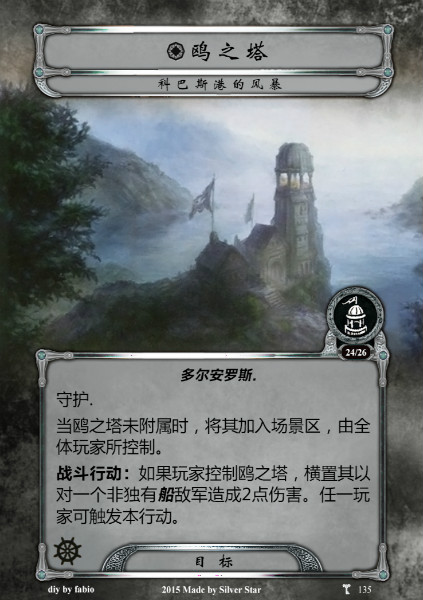 鸥之塔
科巴斯港的风暴
24/26
多尔安罗斯.
守护.
当鸥之塔未附属时，将其加入场景区，由全
体玩家所控制。
战斗行动：如果玩家控制鸥之塔，横置其以
对一个非独有船敌军造成2点伤害。任一玩
家可触发本行动。
目标
diy by fabio
2015 Made by Silver Star
135